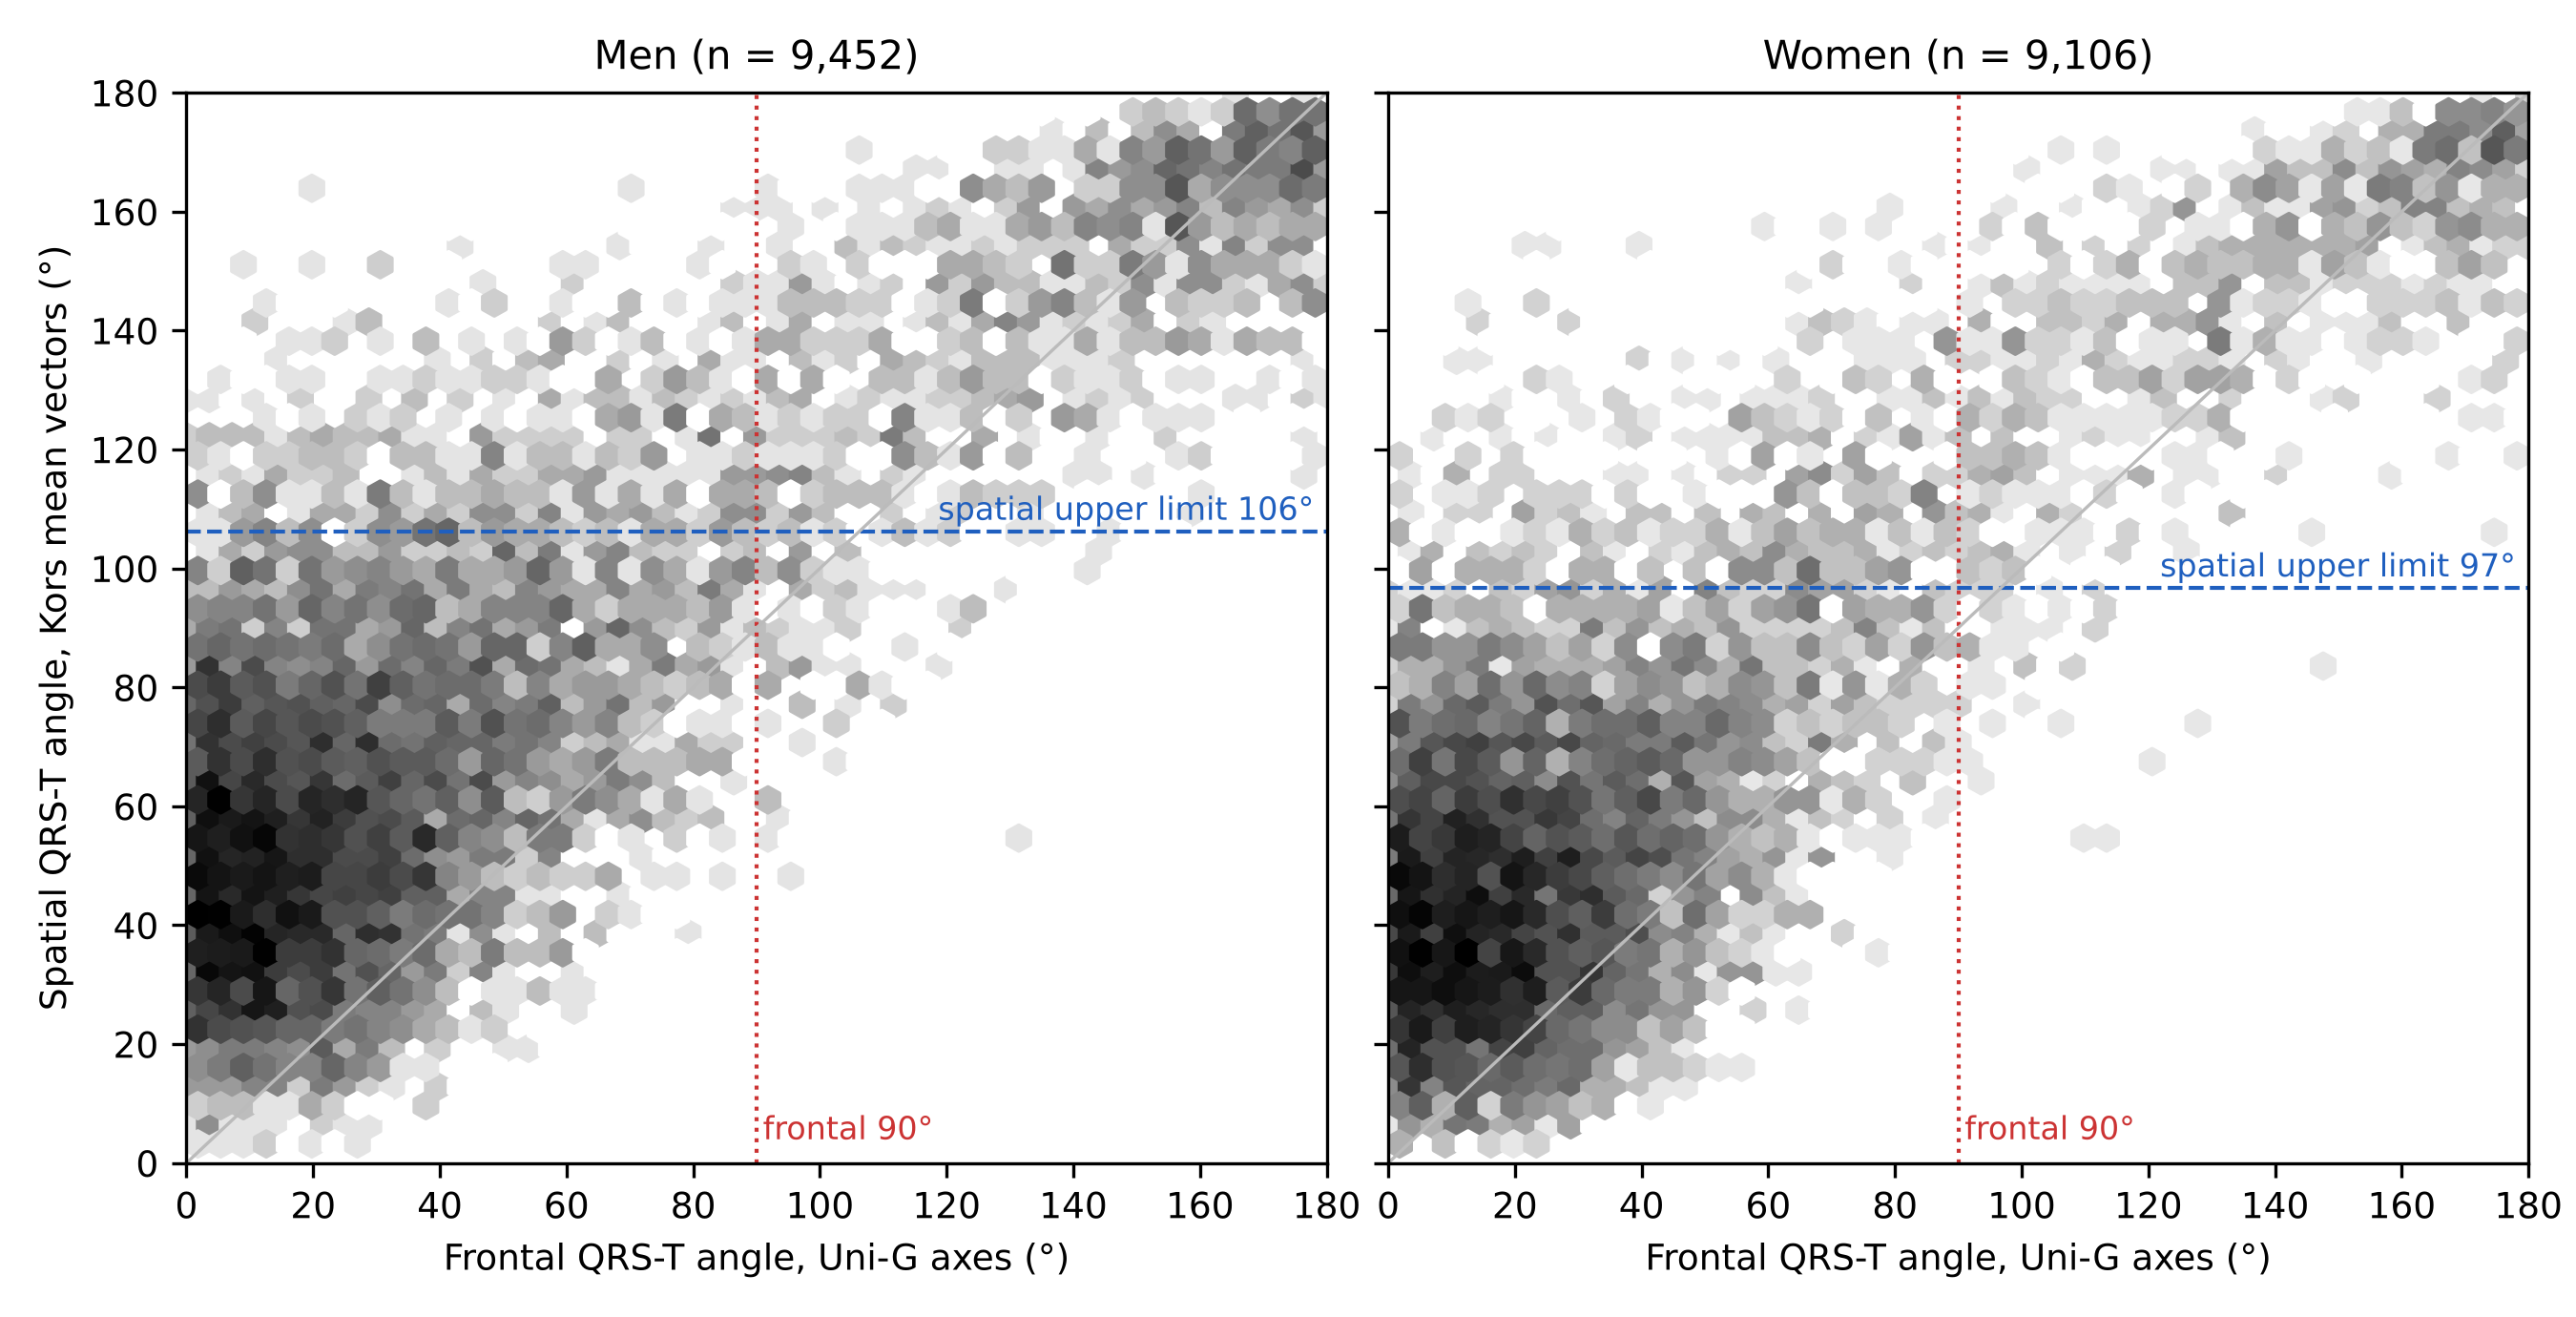 Men (n = 9,452)
Women (n = 9,106)
Spatial QRS-T angle, Kors mean vectors (°)
180
160
140
120
100
80
60
40
20
0
spatial upper limit 106°
spatial upper limit 97°
frontal 90°
frontal 90°
0 20 40 60 80 100 120 140 160 180
0 20 40 60 80 100 120 140 160 180
Frontal QRS-T angle, Uni-G axes (°)
Frontal QRS-T angle, Uni-G axes (°)